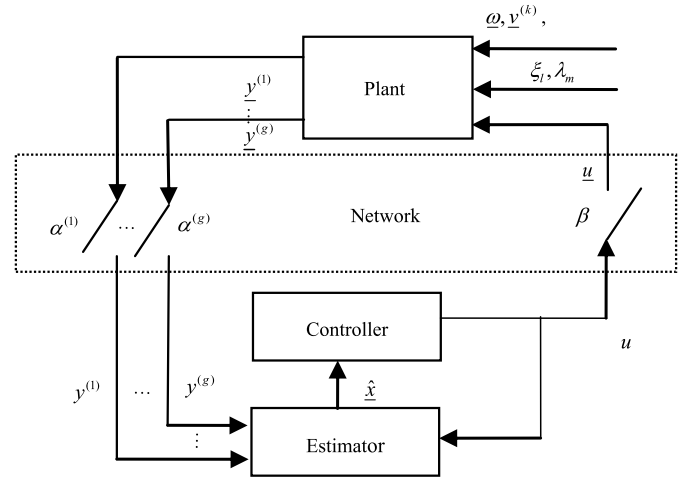 ω, v^(k),
y^(1)
Plant
ξ_l, λ_m
⋮
y^(g)
u
α^(1)
...
α^(g)
Network
β
Controller
u
y^(1)
...
y^(g)
x̂
⋮
Estimator